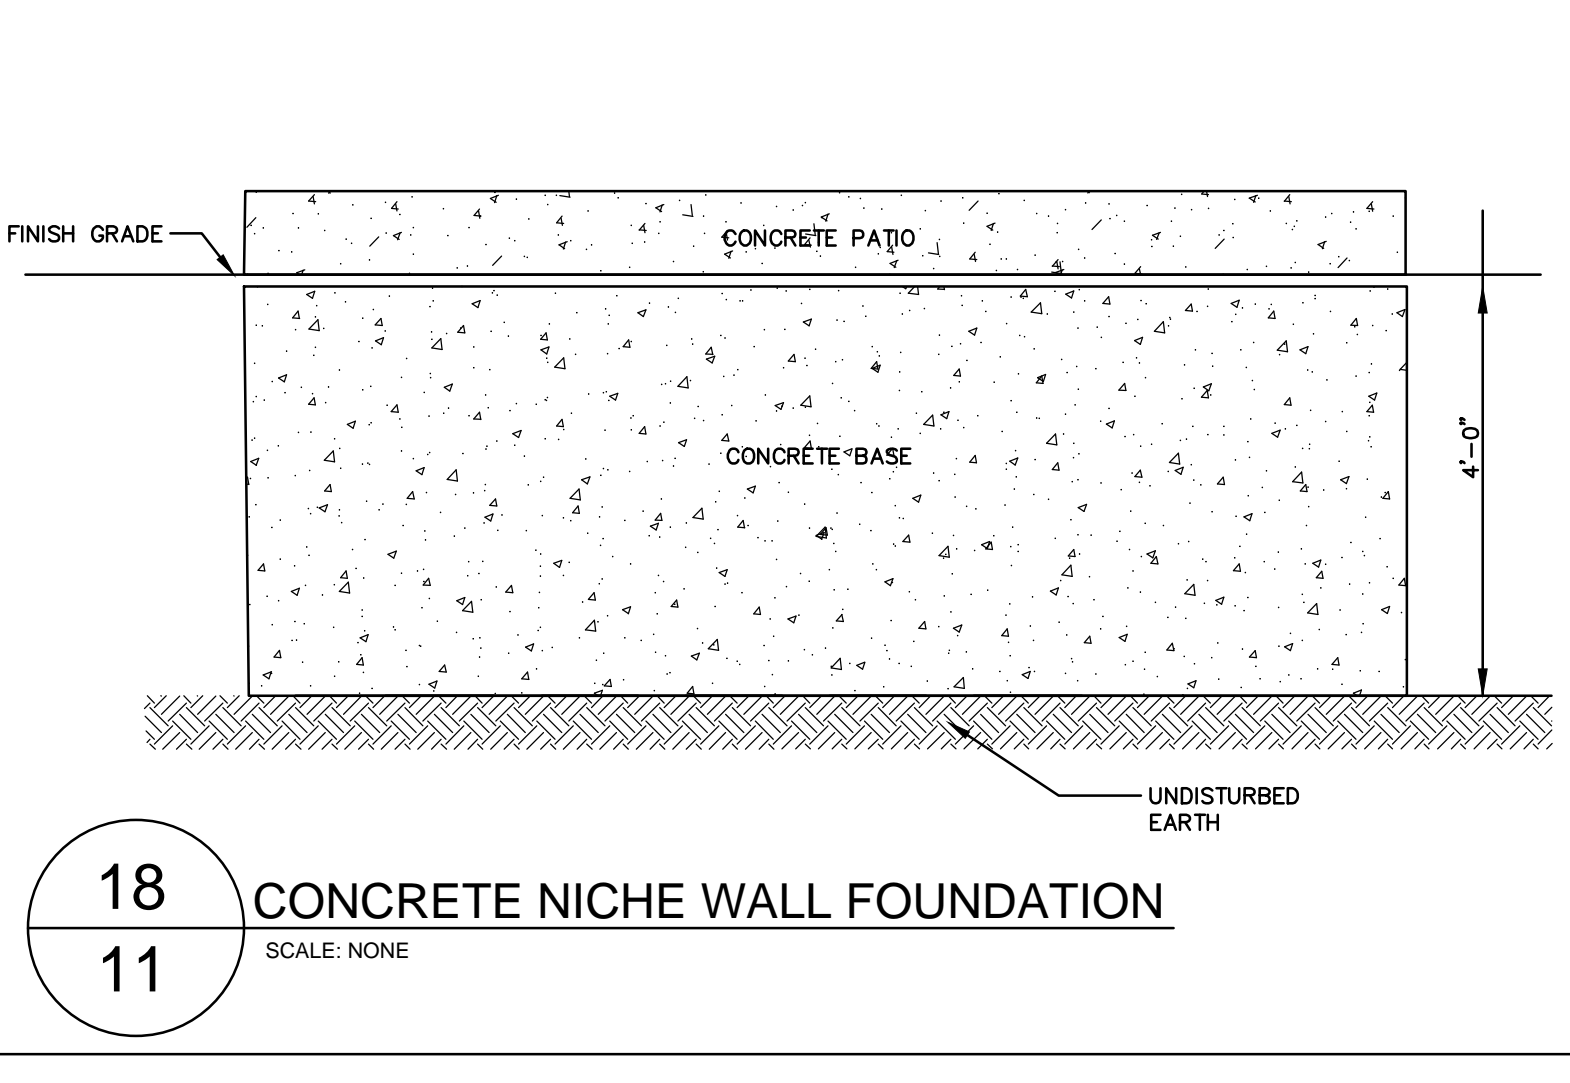 FINISH GRADE
CONCRETE PATIO
CONCRETE BASE
4'-0"
UNDISTURBED
EARTH
18
11
CONCRETE NICHE WALL FOUNDATION
SCALE: NONE